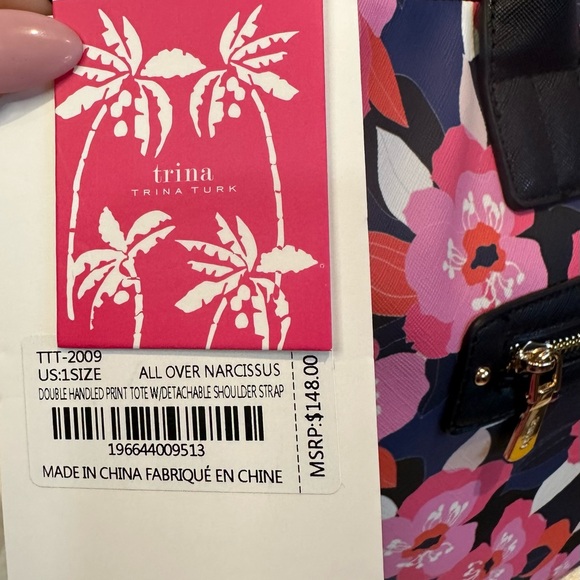 trina
TRINA TURK
TTT-2009
US:1SIZE ALL OVER NARCISSUS
DOUBLE HANDLED PRINT TOTE W/DETACHABLE SHOULDER STRAP
196644009513
MADE IN CHINA FABRIQUÉ EN CHINE
MSRP:$148.00